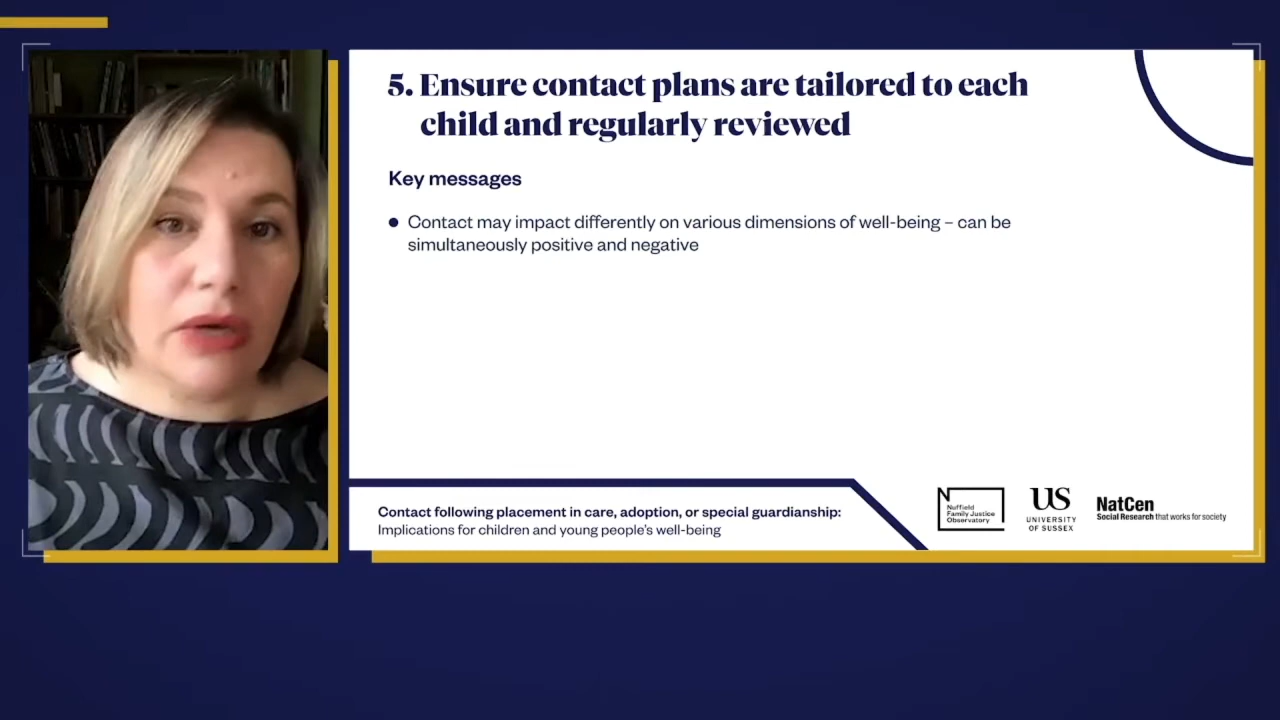 5. Ensure contact plans are tailored to each
child and regularly reviewed
Key messages
● Contact may impact differently on various dimensions of well-being – can be
simultaneously positive and negative
Contact following placement in care, adoption, or special guardianship:
Implications for children and young people's well-being
N
Nuffield
Family Justice
Observatory
US
UNIVERSITY
OF SUSSEX
NatCen
Social Research that works for society